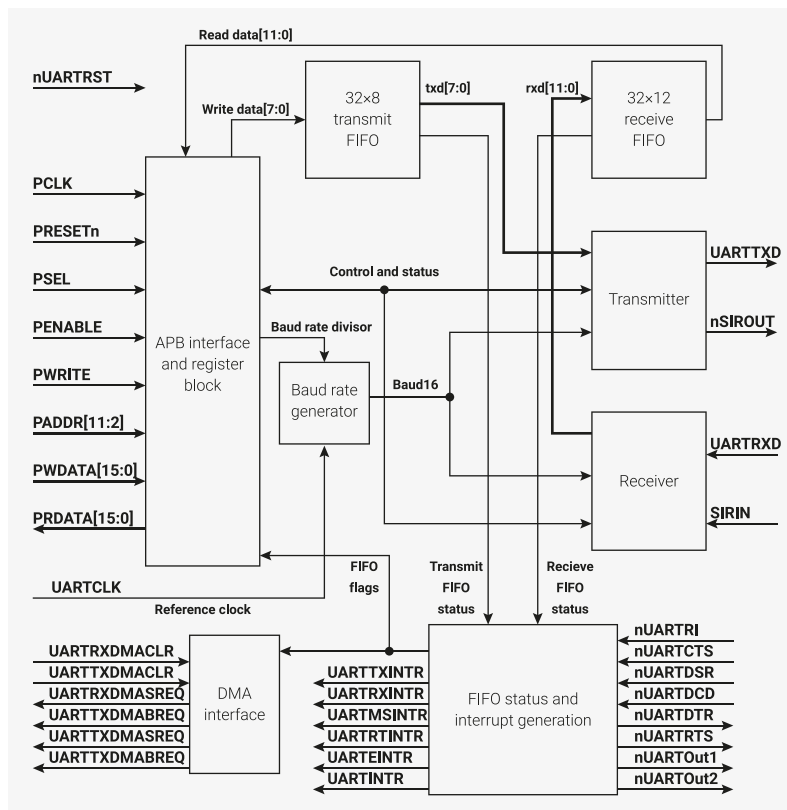 Read data[11:0]
nUARTRST
Write data[7:0]
32×8
transmit
FIFO
txd[7:0]
rxd[11:0]
32×12
receive
FIFO
PCLK
PRESETn
PSEL
PENABLE
PWRITE
PADDR[11:2]
PWDATA[15:0]
PRDATA[15:0]
APB interface
and register
block
Control and status
Baud rate divisor
Baud rate
generator
Baud16
Transmitter
UARTTXD
nSIROUT
Receiver
UARTRXD
SIRIN
UARTCLK
Reference clock
FIFO
flags
Transmit
FIFO
status
Recieve
FIFO
status
UARTRXDMACLR
UARTTXDMACLR
UARTRXDMASREQ
UARTRXDMABREQ
UARTTXDMASREQ
UARTTXDMABREQ
DMA
interface
UARTTXINTR
UARTRXINTR
UARTMSINTR
UARTRTINTR
UARTEINTR
UARTINTR
FIFO status and
interrupt generation
nUARTRI
nUARTCTS
nUARTDSR
nUARTDCD
nUARTDTR
nUARTRTS
nUARTOut1
nUARTOut2